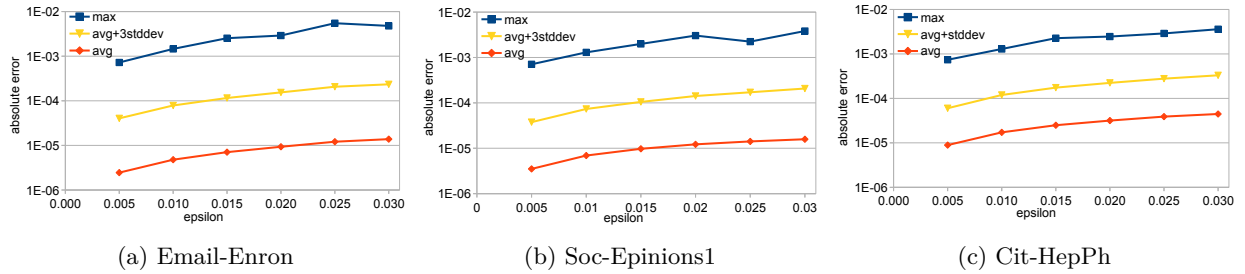 1E-02
1E-03
1E-04
1E-05
1E-06
absolute error
max
avg+3stddev
avg
0.000 0.005 0.010 0.015 0.020 0.025 0.030
epsilon
(a) Email-Enron
1E-02
1E-03
1E-04
1E-05
1E-06
absolute error
max
avg+3stddev
avg
0 0.005 0.010 0.015 0.020 0.025 0.03
epsilon
(b) Soc-Epinions1
1E-02
1E-03
1E-04
1E-05
1E-06
absolute error
max
avg+stddev
avg
0.000 0.005 0.010 0.015 0.020 0.025 0.030
epsilon
(c) Cit-HepPh